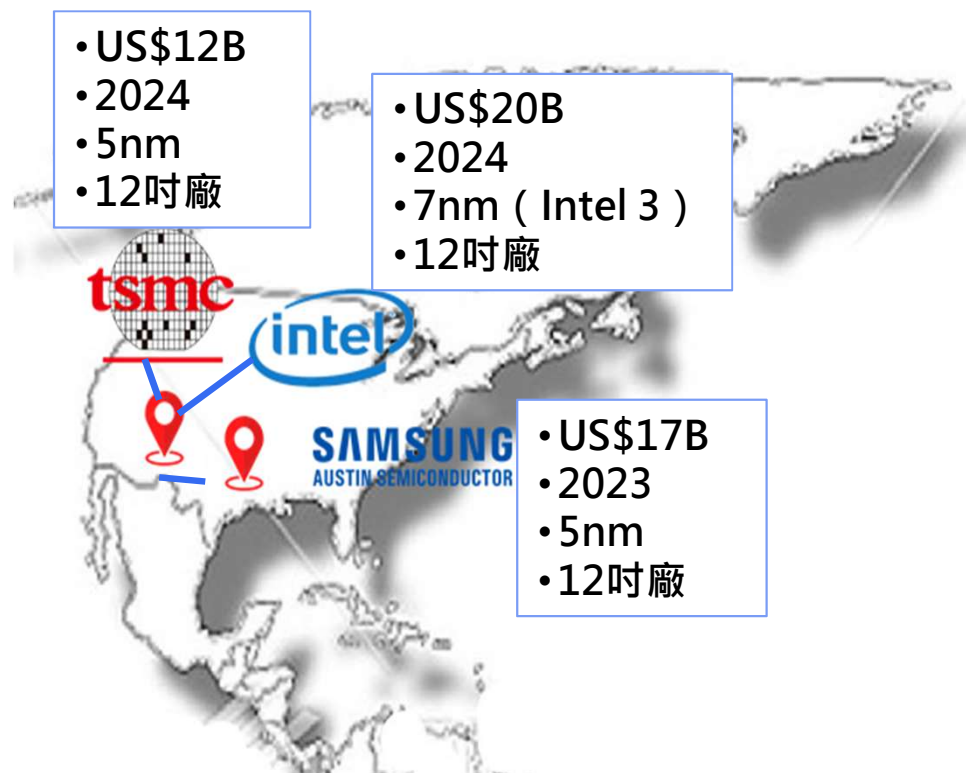 •US$12B
•2024
•5nm
•12吋廠
•US$20B
•2024
•7nm（Intel 3）
•12吋廠
tsmc
intel
SAMSUNG
AUSTIN SEMICONDUCTOR
•US$17B
•2023
•5nm
•12吋廠